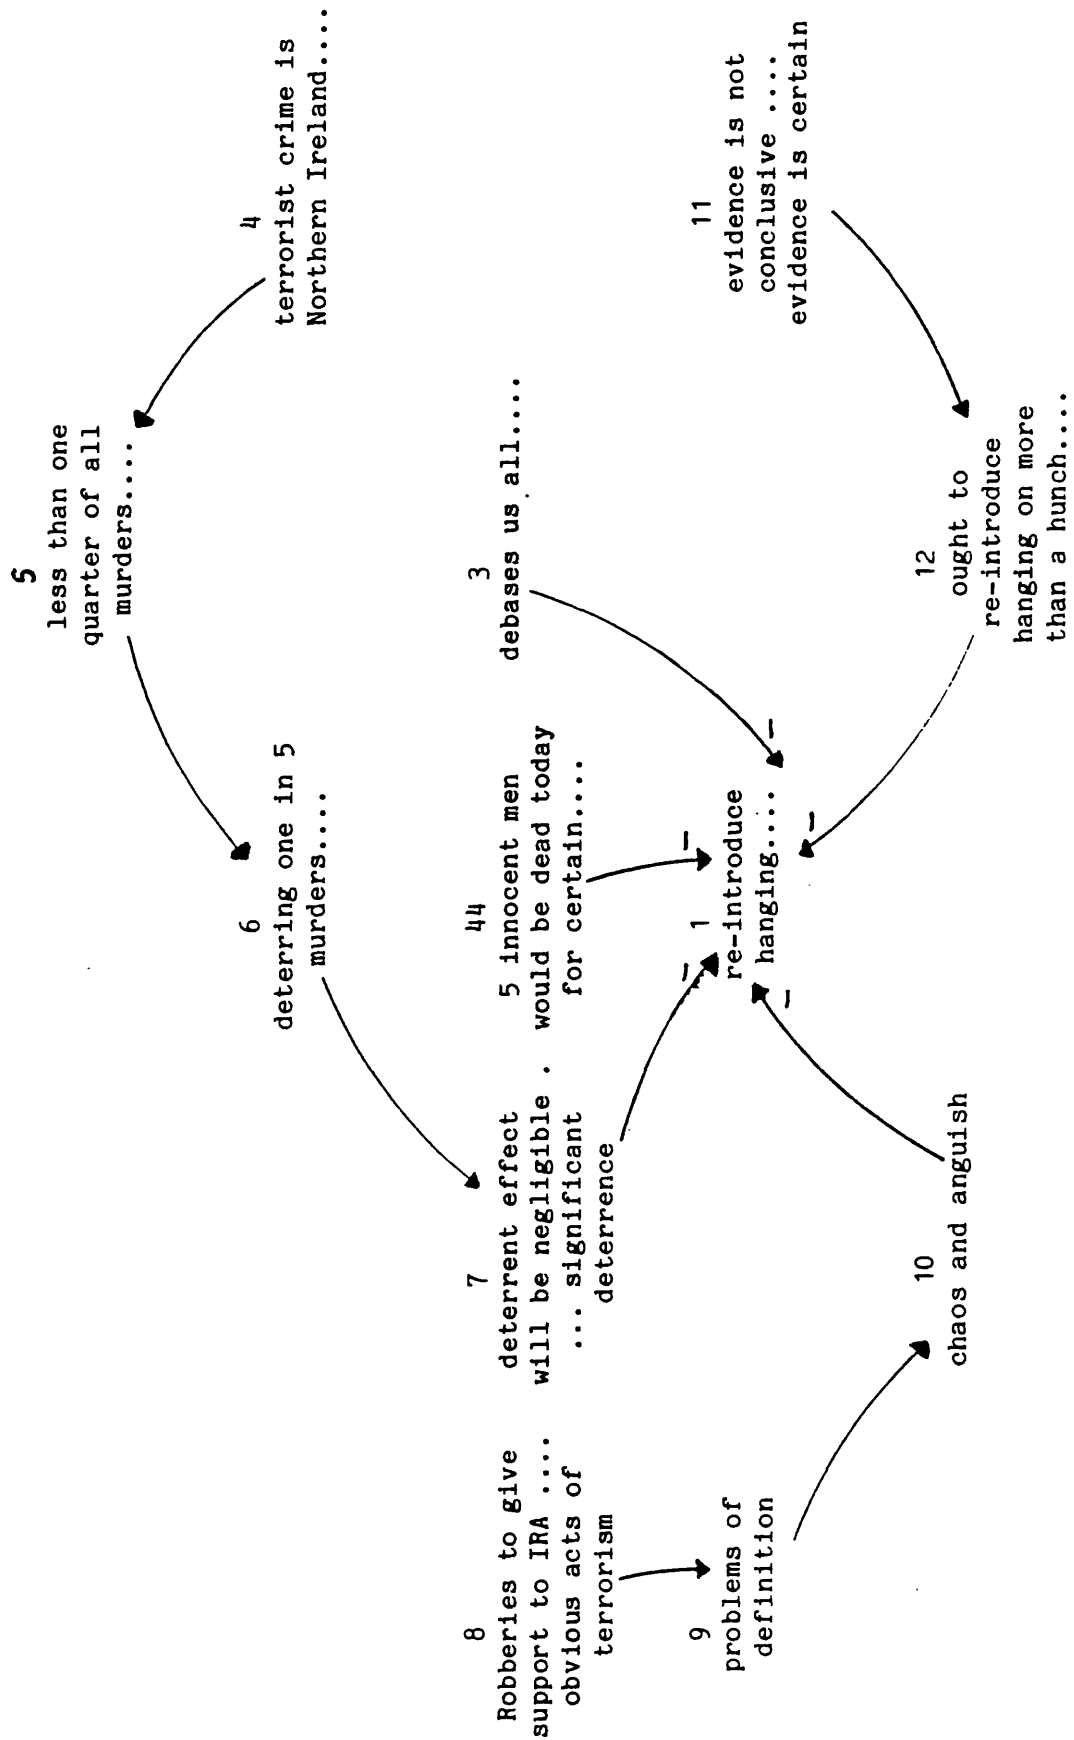 5
less than one
quarter of all
murders....
4
terrorist crime is
Northern Ireland....
6
deterring one in 5
murders....
8
Robberies to give
support to IRA ....
obvious acts of
terrorism
7
deterrent effect
will be negligible .
... significant
deterrence
44
5 innocent men
would be dead today
for certain....
3
debases us all....
9
problems of
definition
1
re-introduce
hanging....
11
evidence is not
conclusive ....
evidence is certain
10
chaos and anguish
12
ought to
re-introduce
hanging on more
than a hunch....